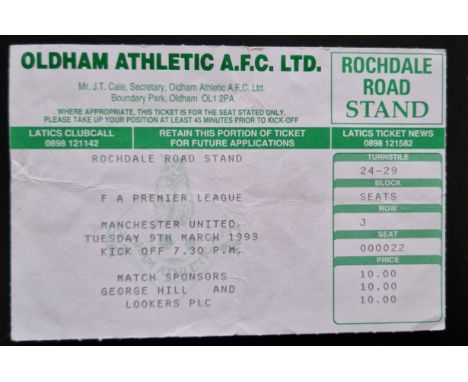 OLDHAM ATHLETIC A.F.C. LTD.
Mr. J.T. Cale, Secretary, Oldham Athletic A.F.C. Ltd.
Boundary Park, Oldham OL1 2PA
WHERE APPROPRIATE, THIS TICKET IS FOR THE SEAT STATED ONLY.
PLEASE TAKE UP YOUR POSITION AT LEAST 45 MINUTES PRIOR TO KICK-OFF
ROCHDALE
ROAD
STAND
LATICS CLUBCALL
0898 121142
RETAIN THIS PORTION OF TICKET
FOR FUTURE APPLICATIONS
LATICS TICKET NEWS
0898 121582
ROCHDALE ROAD STAND
F A PREMIER LEAGUE
MANCHESTER UNITED
TUESDAY 9TH MARCH 1993
KICK OFF 7.30 P.M.
MATCH SPONSORS
GEORGE HILL AND
LOOKERS PLC
TURNSTILE
24-29
BLOCK
SEATS
ROW
J
SEAT
000022
PRICE
10.00
10.00
10.00